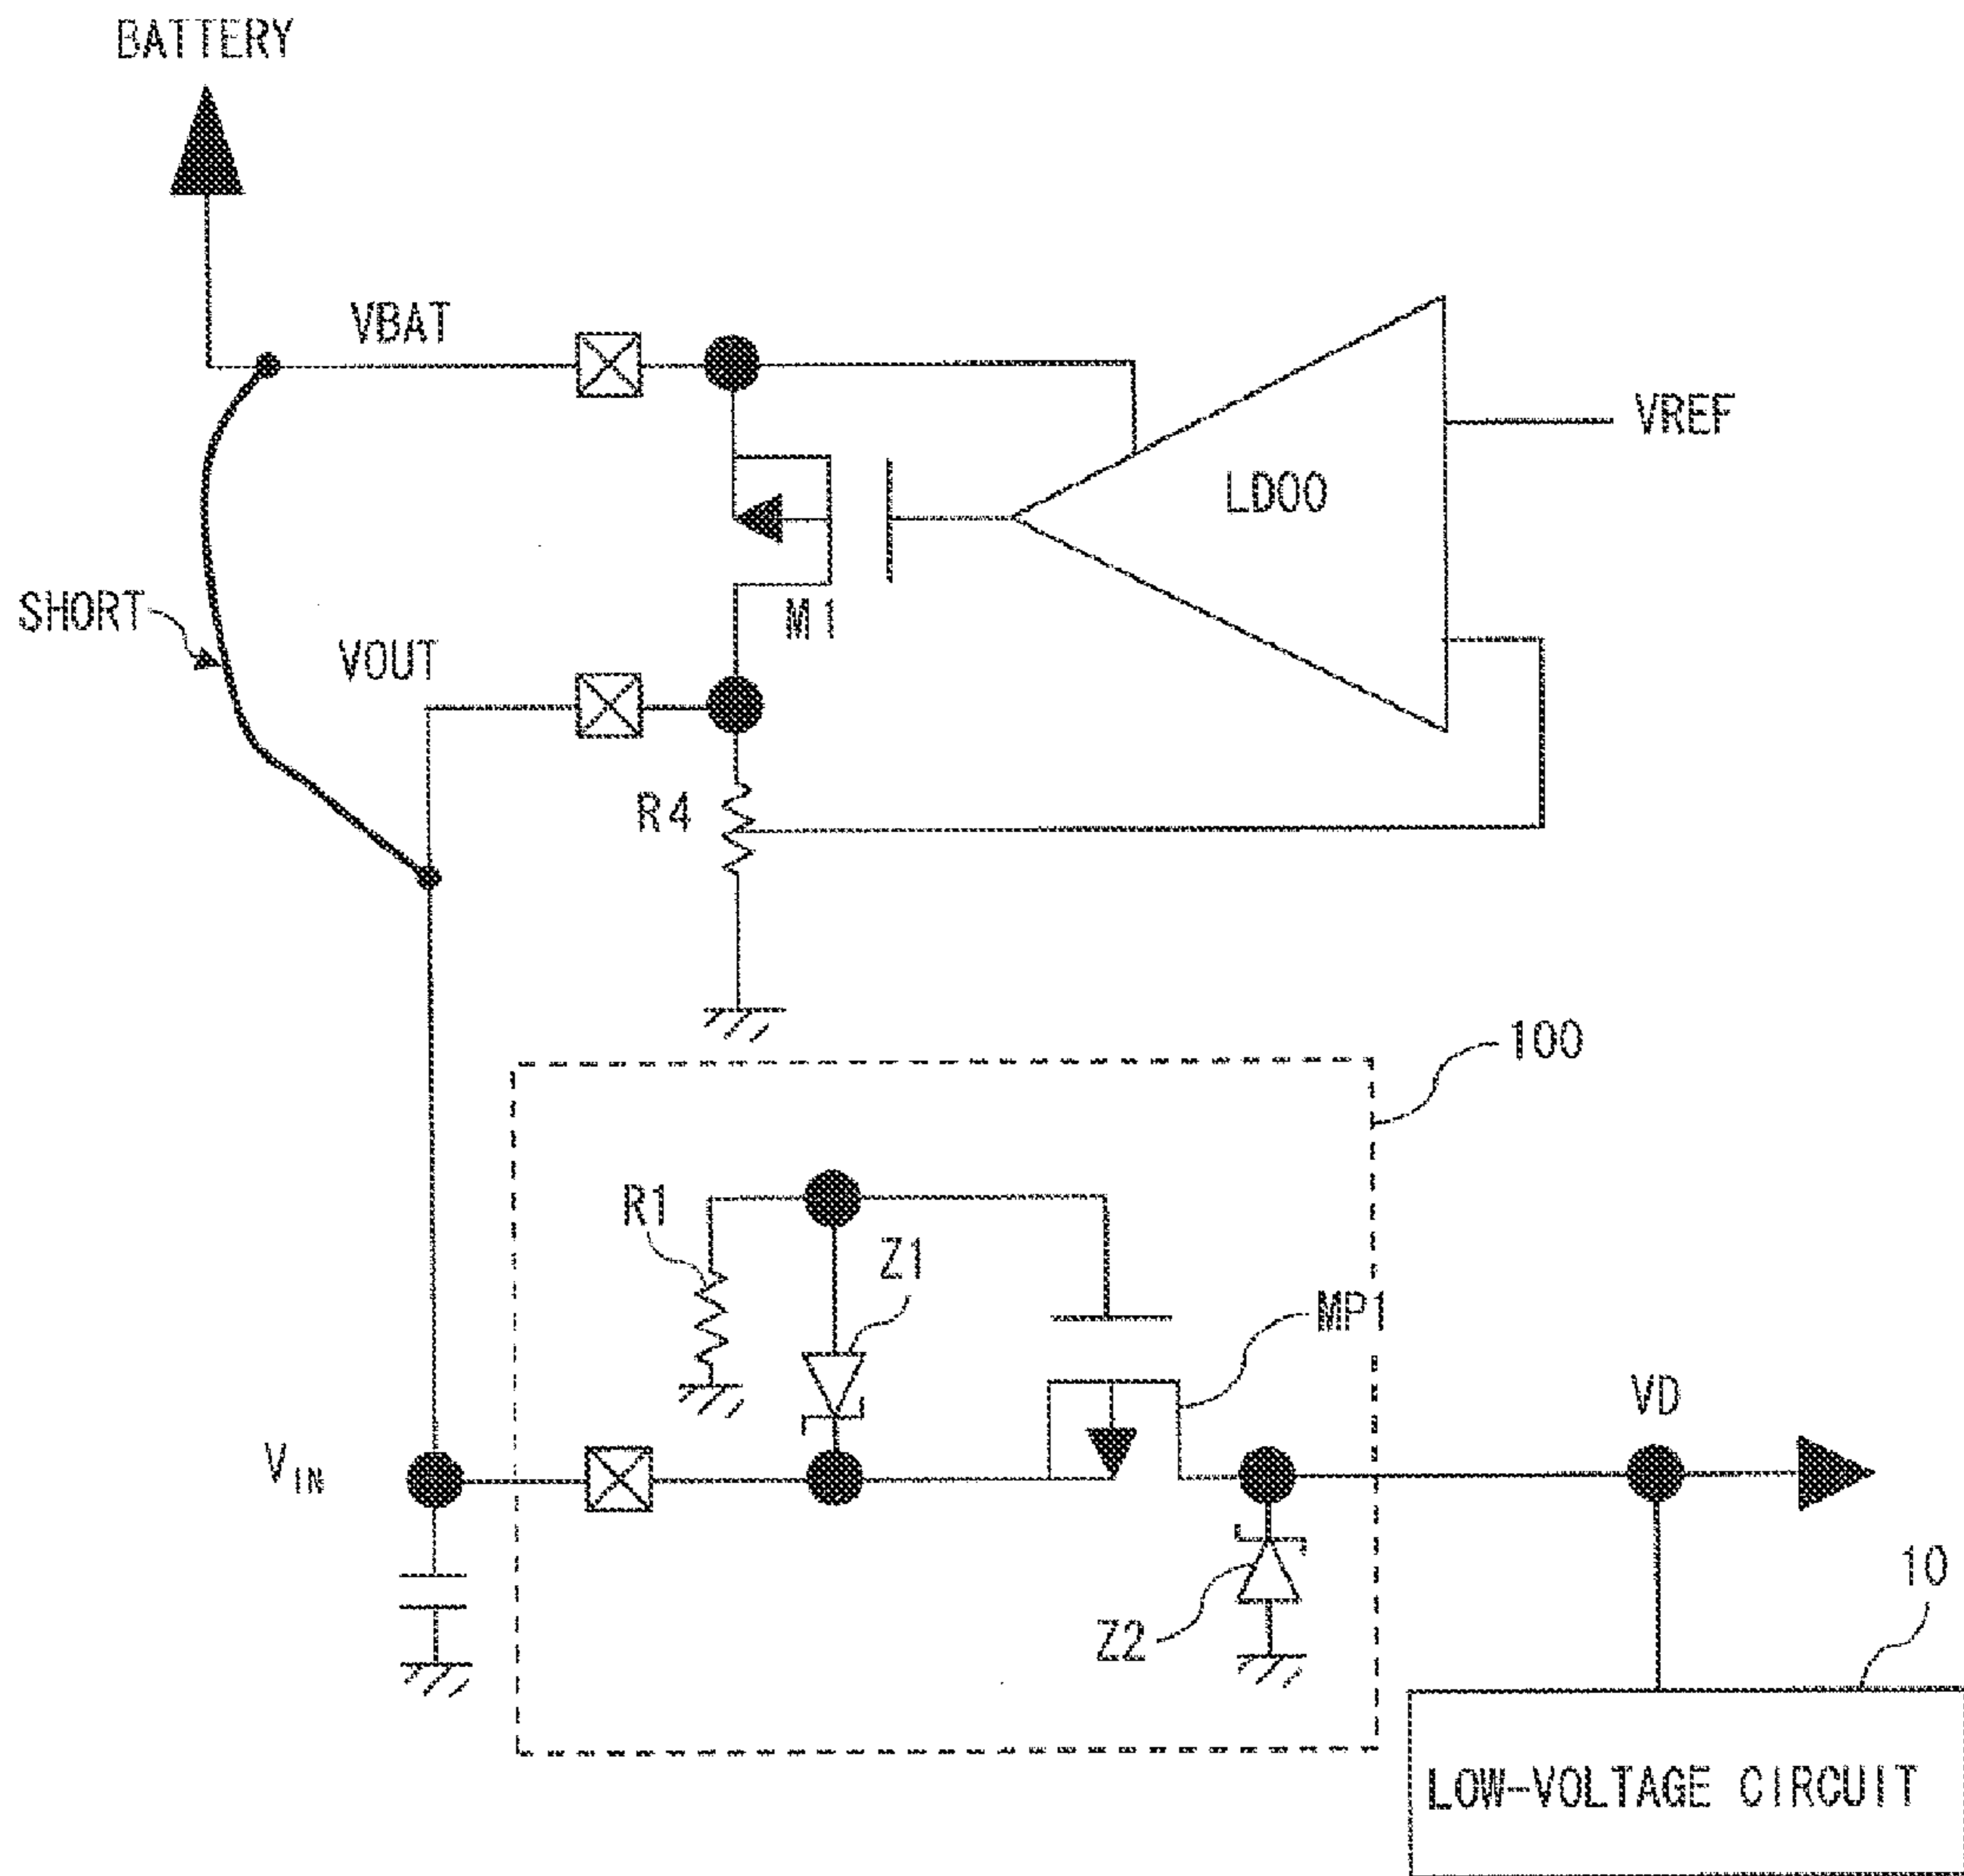 BATTERY
VBAT
VREF
LDO0
SHORT
M1
VOUT
R4
100
R1
Z1
MP1
VIN
VD
Z2
10
LOW-VOLTAGE CIRCUIT